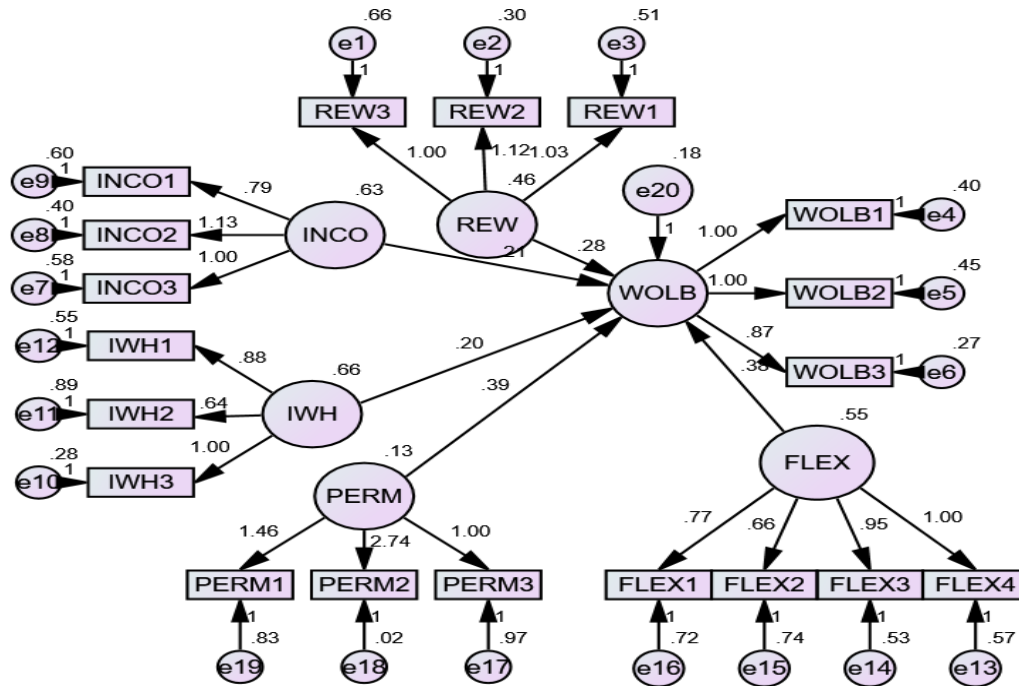 .66 .30 .51
e1 e2 e3
1 1 1
REW3 REW2 REW1
1.00 1.12 1.03
.60
e9 1 INCO1
.79
.63
.46
.18
e20
.40
e8 1 INCO2
1.13
INCO
REW
1
1.00
WOLB1 1 e4
.40
.58
e7 1 INCO3
1.00
.21
.28
WOLB
1.00
WOLB2 1 e5
.45
.55
e12 1 IWH1
.88
.66
.20
.87
WOLB3 1 e6
.27
.89
e11 1 IWH2
.64
IWH
.39
.38
.28
e10 1 IWH3
1.00
.13
PERM
.55
FLEX
1.46 2.74 1.00
.77 .66 .95 1.00
PERM1 PERM2 PERM3
FLEX1 FLEX2 FLEX3 FLEX4
1 1 1 1 1 1 1
.83 .02 .97 .72 .74 .53 .57
e19 e18 e17 e16 e15 e14 e13